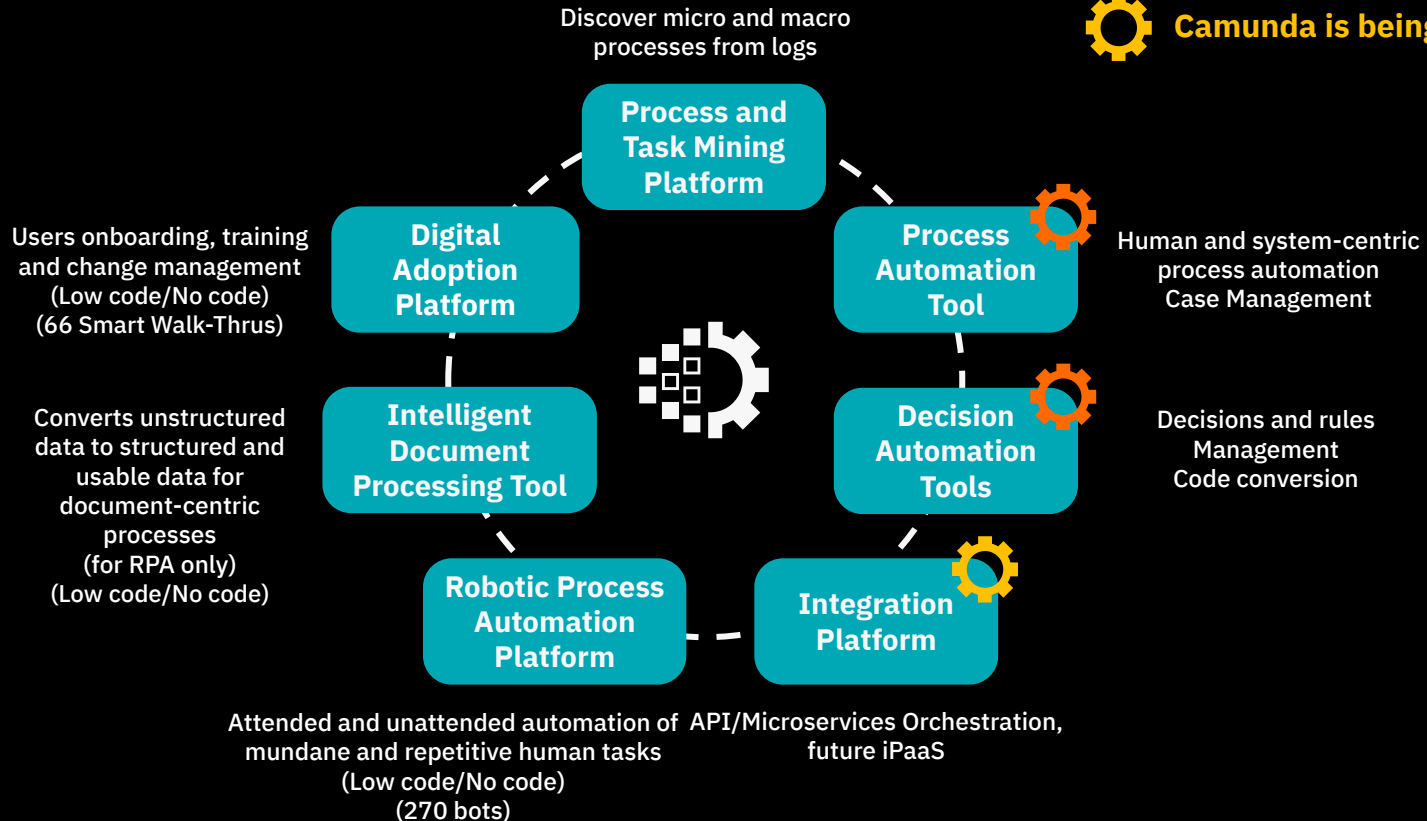 Discover micro and macro
processes from logs
Camunda is being
Process and
Task Mining
Platform
Users onboarding, training
and change management
(Low code/No code)
(66 Smart Walk-Thrus)
Digital
Adoption
Platform
Process
Automation
Tool
Human and system-centric
process automation
Case Management
Converts unstructured
data to structured and
usable data for
document-centric
processes
(for RPA only)
(Low code/No code)
Intelligent
Document
Processing Tool
Decision
Automation
Tools
Decisions and rules
Management
Code conversion
Robotic Process
Automation
Platform
Integration
Platform
Attended and unattended automation of
mundane and repetitive human tasks
(Low code/No code)
(270 bots)
API/Microservices Orchestration,
future iPaaS